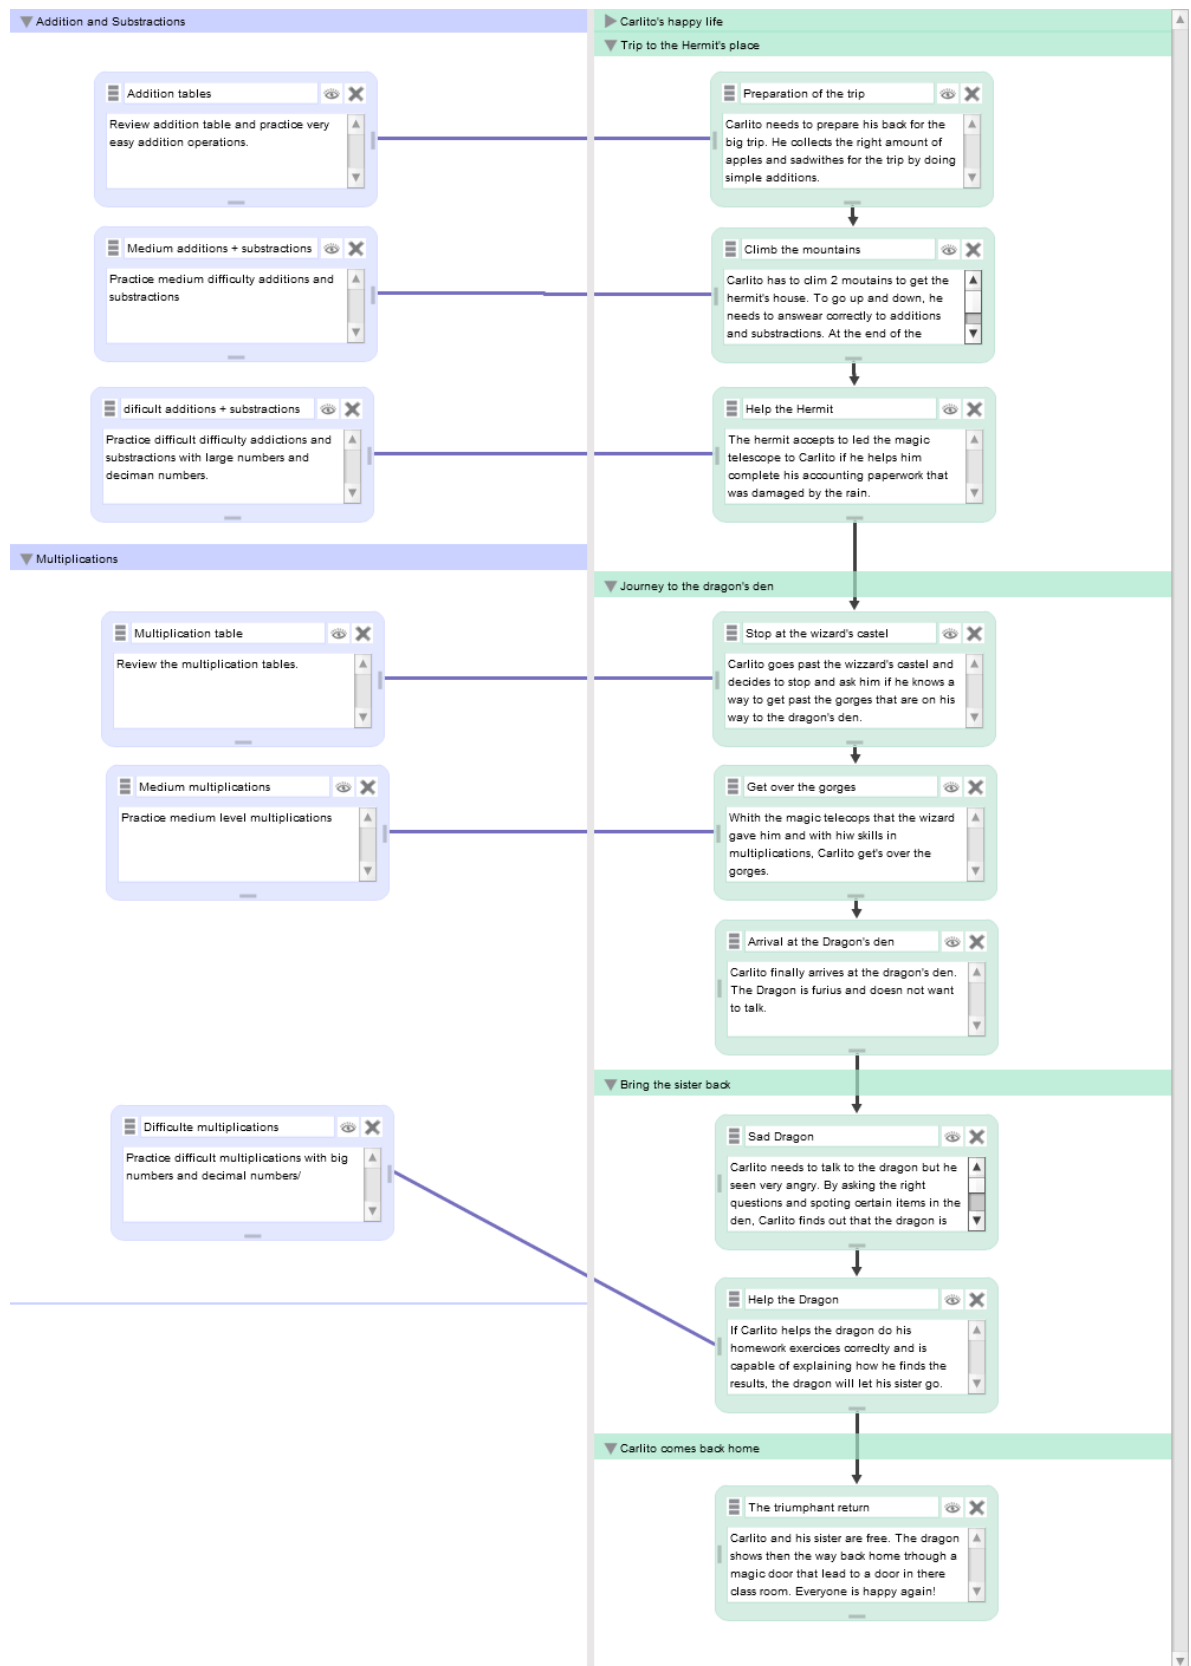 Addition and Substractions
Addition tables
Review addition table and practice very
easy addition operations.
Medium additions + substractions
Practice medium difficulty additions and
substractions
dificult additions + substractions
Practice difficult difficulty addictions and
substractions with large numbers and
deciman numbers.
Multiplications
Multiplication table
Review the multiplication tables.
Medium multiplications
Practice medium level multiplications
Difficulte multiplications
Practice difficult multiplications with big
numbers and decimal numbers/
Carlito's happy life
Trip to the Hermit's place
Preparation of the trip
Carlito needs to prepare his back for the
big trip. He collects the right amount of
apples and sadwithes for the trip by doing
simple additions.
Climb the mountains
Carlito has to clim 2 moutains to get the
hermit's house. To go up and down, he
needs to answear correctly to additions
and substractions. At the end of the
Help the Hermit
The hermit accepts to led the magic
telescope to Carlito if he helps him
complete his accounting paperwork that
was damaged by the rain.
Journey to the dragon's den
Stop at the wizard's castel
Carlito goes past the wizzard's castel and
decides to stop and ask him if he knows a
way to get past the gorges that are on his
way to the dragon's den.
Get over the gorges
Whith the magic telecops that the wizard
gave him and with hiw skills in
multiplications, Carlito get's over the
gorges.
Arrival at the Dragon's den
Carlito finally arrives at the dragon's den.
The Dragon is furius and doesn not want
to talk.
Bring the sister back
Sad Dragon
Carlito needs to talk to the dragon but he
seen very angry. By asking the right
questions and spoting certain items in the
den, Carlito finds out that the dragon is
Help the Dragon
If Carlito helps the dragon do his
homework exercices correclty and is
capable of explaining how he finds the
results, the dragon will let his sister go.
Carlito comes back home
The triumphant return
Carlito and his sister are free. The dragon
shows then the way back home trhough a
magic door that lead to a door in there
class room. Everyone is happy again!